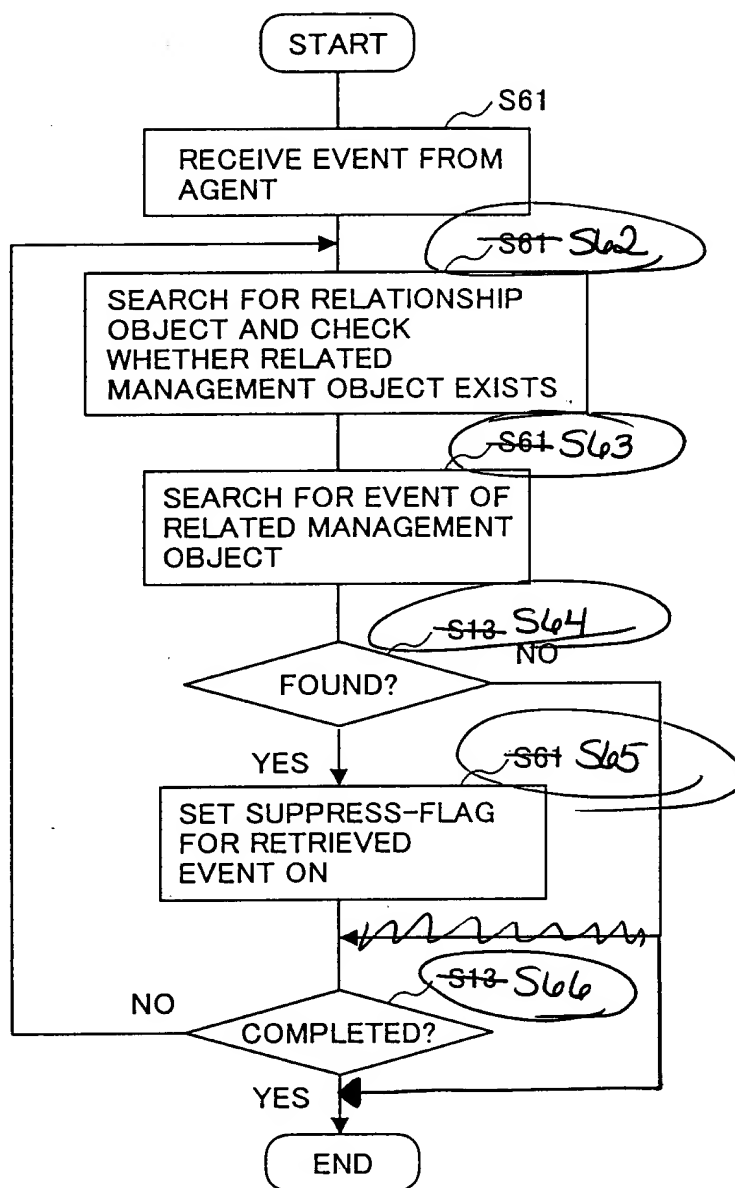 START
S61
RECEIVE EVENT FROM
AGENT
S61 S62
SEARCH FOR RELATIONSHIP
OBJECT AND CHECK
WHETHER RELATED
MANAGEMENT OBJECT EXISTS
S61 S63
SEARCH FOR EVENT OF
RELATED MANAGEMENT
OBJECT
S13 S64
NO
FOUND?
YES
S61 S65
SET SUPPRESS-FLAG
FOR RETRIEVED
EVENT ON
S13 S66
NO
COMPLETED?
YES
END